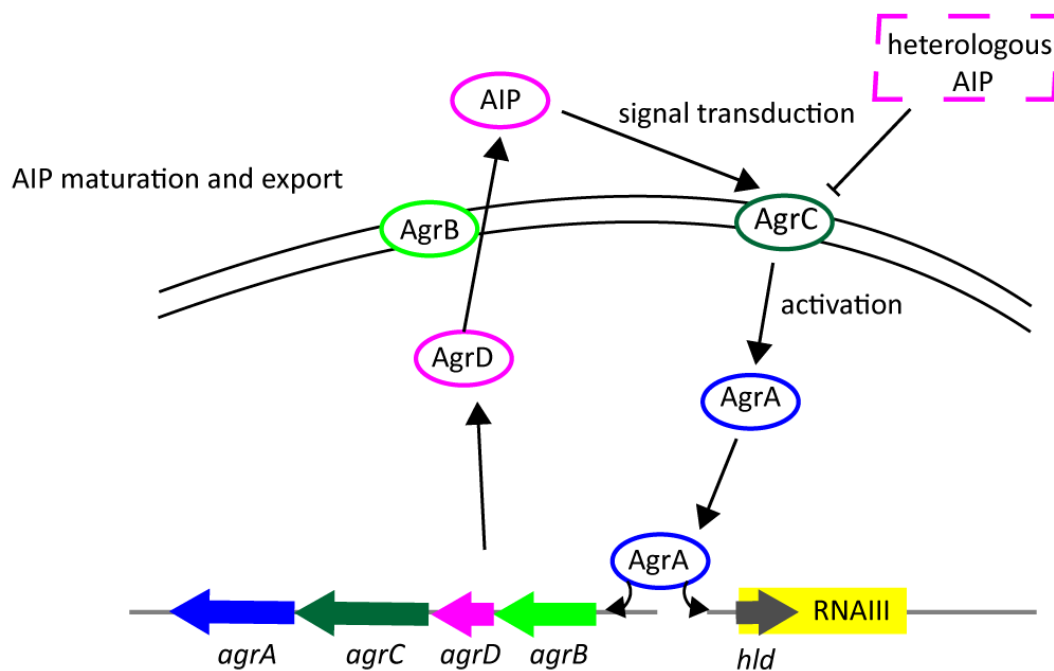 heterologous
AIP
AIP
signal transduction
AIP maturation and export
AgrB
AgrC
activation
AgrD
AgrA
AgrA
RNAIII
agrA
agrC
agrD
agrB
hld